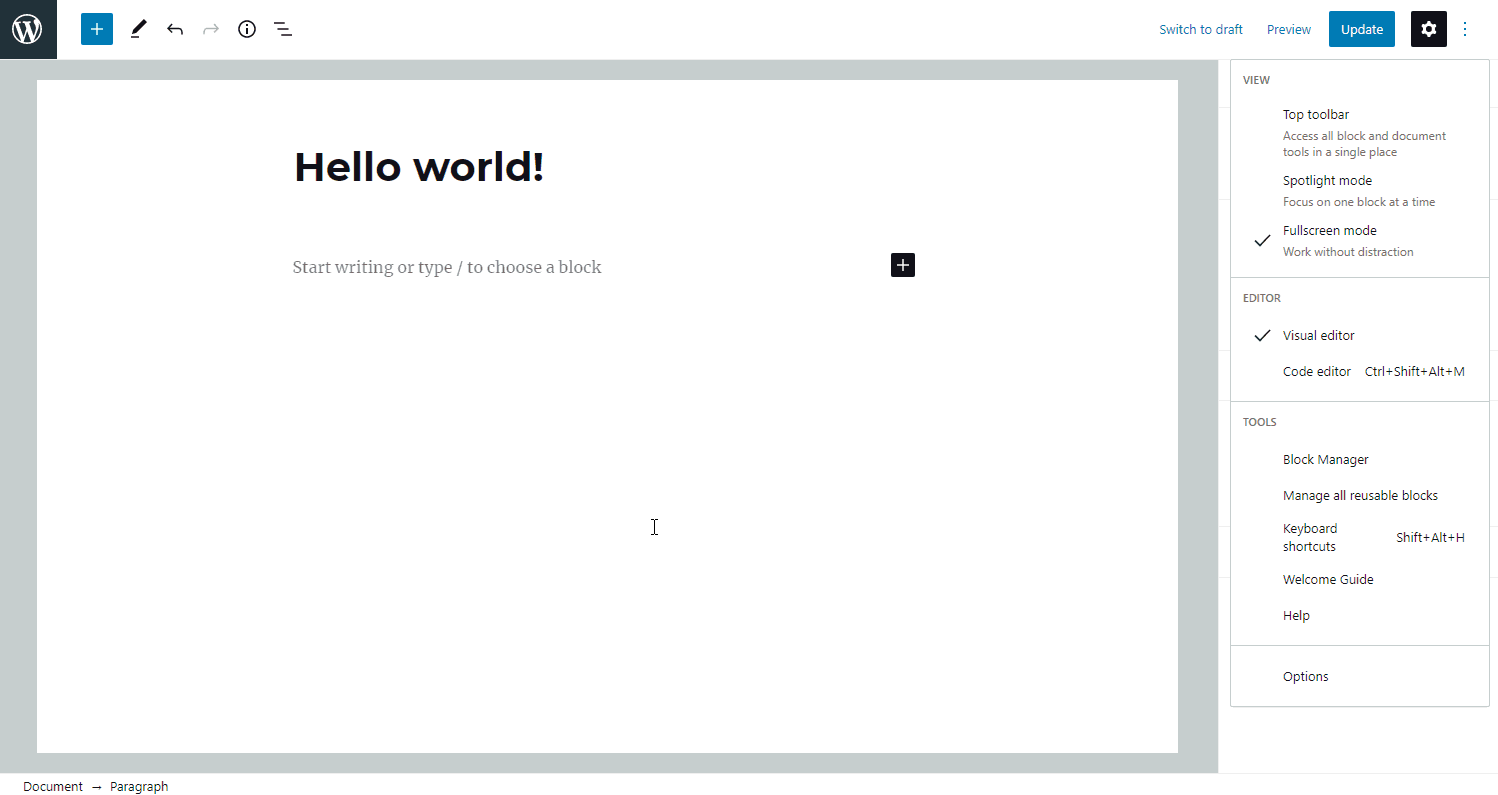 Switch to draft Preview Update
VIEW
Top toolbar
Access all block and document
tools in a single place
Spotlight mode
Focus on one block at a time
Fullscreen mode
Work without distraction
EDITOR
Visual editor
Code editor Ctrl+Shift+Alt+M
TOOLS
Block Manager
Manage all reusable blocks
Keyboard
shortcuts Shift+Alt+H
Welcome Guide
Help
Options
Hello world!
Start writing or type / to choose a block
Document → Paragraph